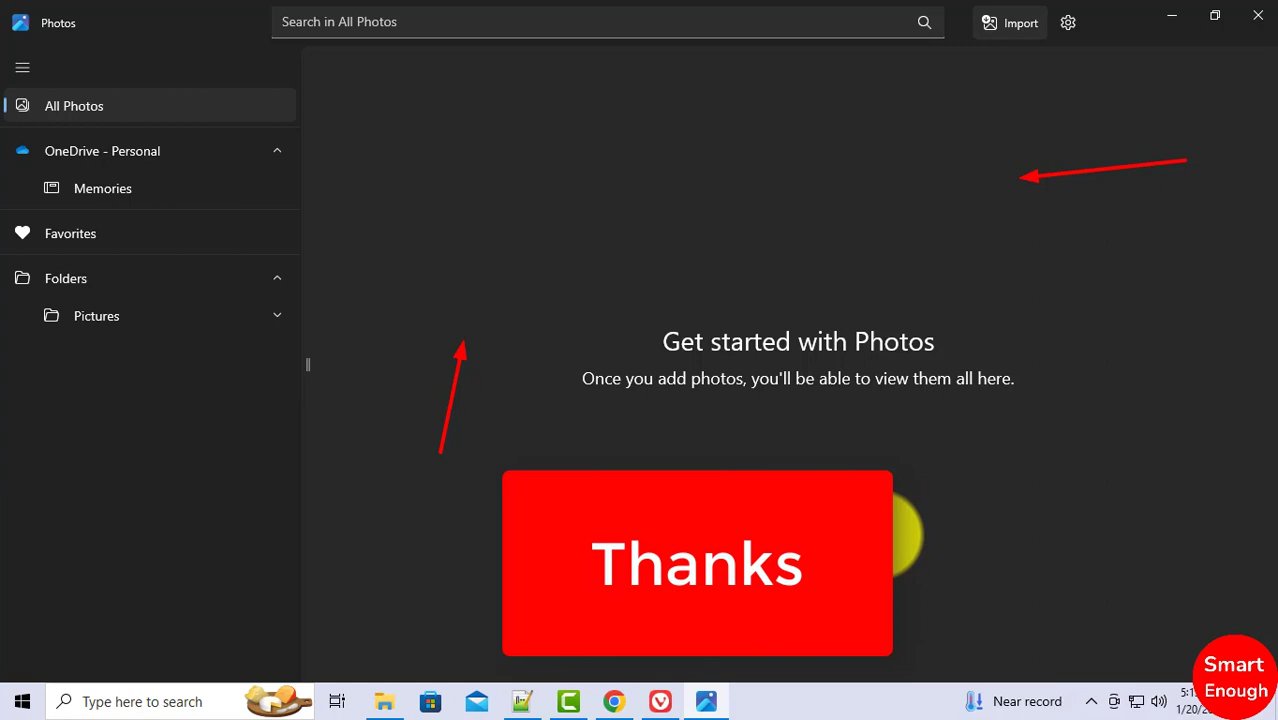 Photos
Search in All Photos
Import
All Photos
OneDrive - Personal
Memories
Favorites
Folders
Pictures
Get started with Photos
Once you add photos, you'll be able to view them all here.
Thanks
Smart
Enough
Type here to search
Near record